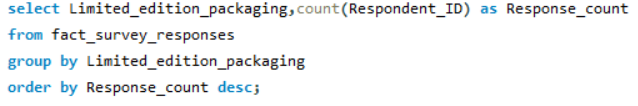 select Limited_edition_packaging,count(Respondent_ID) as Response_count
from fact_survey_responses
group by Limited_edition_packaging
order by Response_count desc;